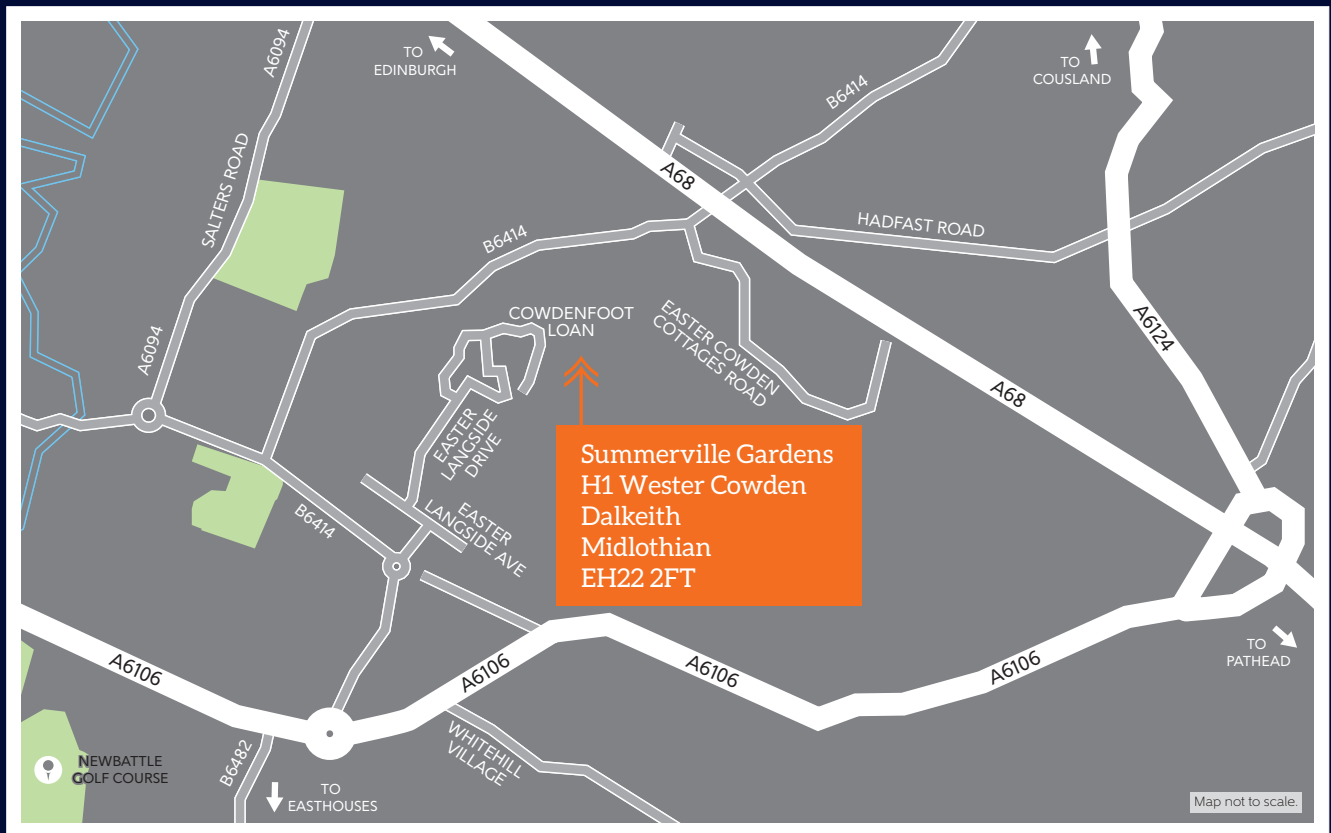 A6094
TO
EDINBURGH
TO
COUSLAND
B6414
SALTERS ROAD
A68
HADFAST ROAD
B6414
COWDENFOOT
LOAN
EASTER COWDEN
COTTAGES ROAD
A6124
A6094
A68
EASTER
LANGSIDE
DRIVE
Summerville Gardens
H1 Wester Cowden
Dalkeith
Midlothian
EH22 2FT
B6414
EASTER
LANGSIDE AVE
A6106
A6106
A6106
A6106
TO
PATHEAD
WHITEHILL
VILLAGE
NEWBATTLE
GOLF COURSE
B6482
TO
EASTHOUSES
Map not to scale.